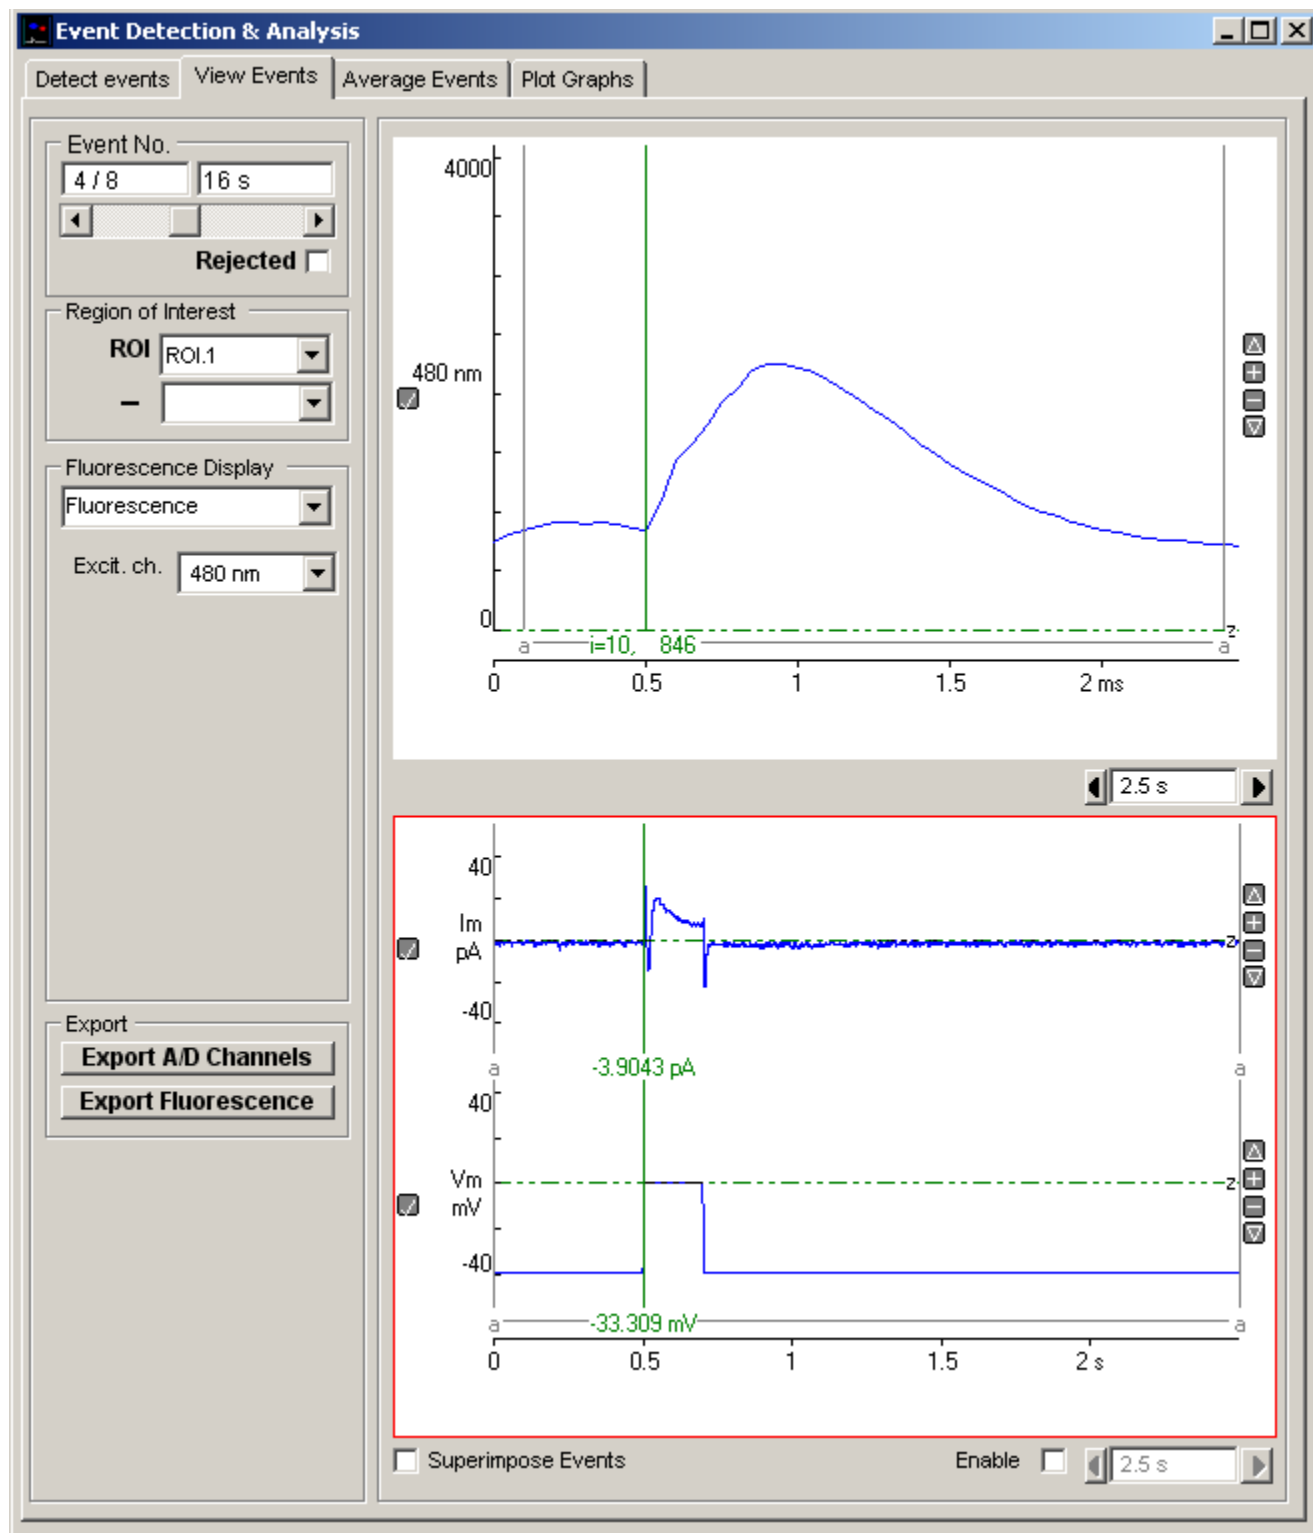 Event Detection & Analysis
Detect events View Events Average Events Plot Graphs
Event No.
4 / 8 16 s
Rejected
Region of Interest
ROI ROI.1
–
Fluorescence Display
Fluorescence
Excit. ch. 480 nm
Export
Export A/D Channels
Export Fluorescence
4000
480 nm
0
z
a i=10, 846 a
0 0.5 1 1.5 2 ms
2.5 s
40
Im
pA
z
-40
a -3.9043 pA a
40
Vm
mV
z
-40
a -33.309 mV a
0 0.5 1 1.5 2 s
Superimpose Events Enable 2.5 s